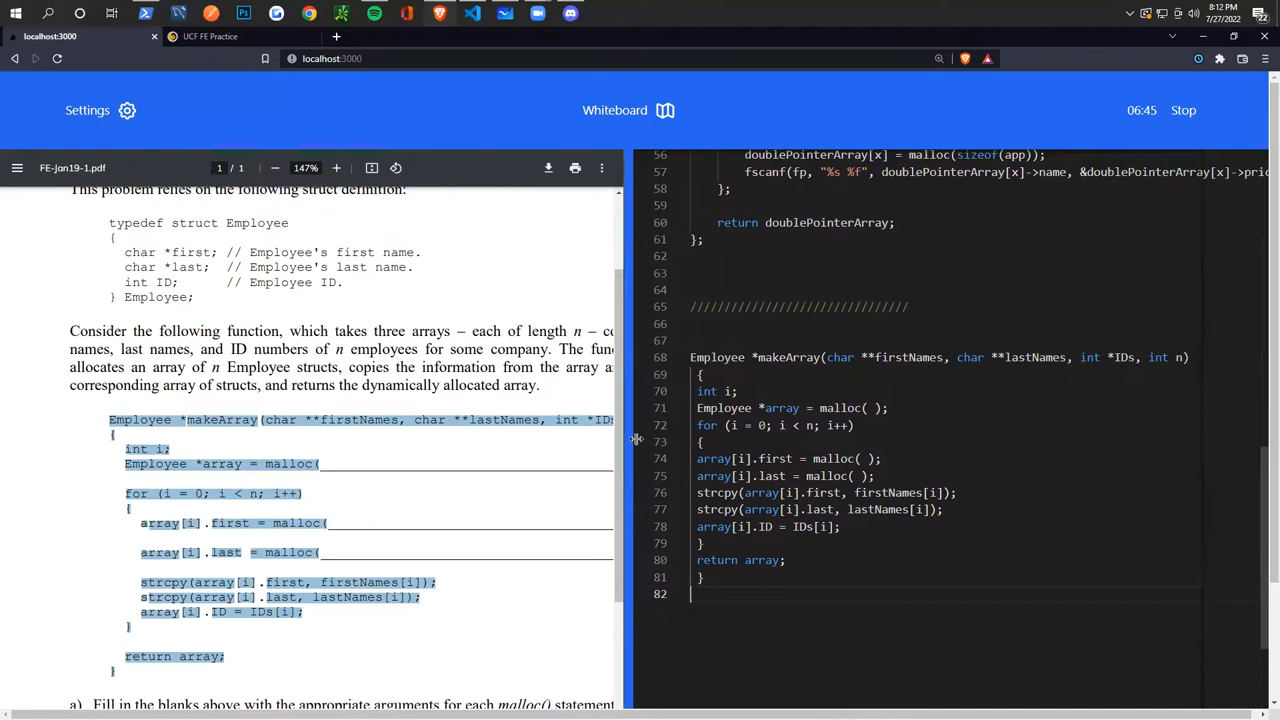 8:12 PM
7/27/2022
22
localhost:3000
UCF FE Practice
localhost:3000
Settings
Whiteboard
06:45 Stop
FE-Jan19-1.pdf
1 / 1
147%
This problem relies on the following struct definition:
typedef struct Employee
{
char *first; // Employee's first name.
char *last; // Employee's last name.
int ID; // Employee ID.
} Employee;
Consider the following function, which takes three arrays – each of length n – co
names, last names, and ID numbers of n employees for some company. The fun
allocates an array of n Employee structs, copies the information from the array a
corresponding array of structs, and returns the dynamically allocated array.
Employee *makeArray(char **firstNames, char **lastNames, int *IDs
{
int i;
Employee *array = malloc(
for (i = 0; i < n; i++)
{
array[i].first = malloc(
array[i].last = malloc(
strcpy(array[i].first, firstNames[i]);
strcpy(array[i].last, lastNames[i]);
array[i].ID = IDs[i];
}
return array;
}
a) Fill in the blanks above with the appropriate arguments for each malloc() statement
56 doublePointerArray[x] = malloc(sizeof(app));
57 fscanf(fp, "%s %f", doublePointerArray[x]->name, &doublePointerArray[x]->pric
58 };
59
60 return doublePointerArray;
61 };
62
63
64
65 ////////////////////////////////
66
67
68 Employee *makeArray(char **firstNames, char **lastNames, int *IDs, int n)
69 {
70 int i;
71 Employee *array = malloc( );
72 for (i = 0; i < n; i++)
73 {
74 array[i].first = malloc( );
75 array[i].last = malloc( );
76 strcpy(array[i].first, firstNames[i]);
77 strcpy(array[i].last, lastNames[i]);
78 array[i].ID = IDs[i];
79 }
80 return array;
81 }
82